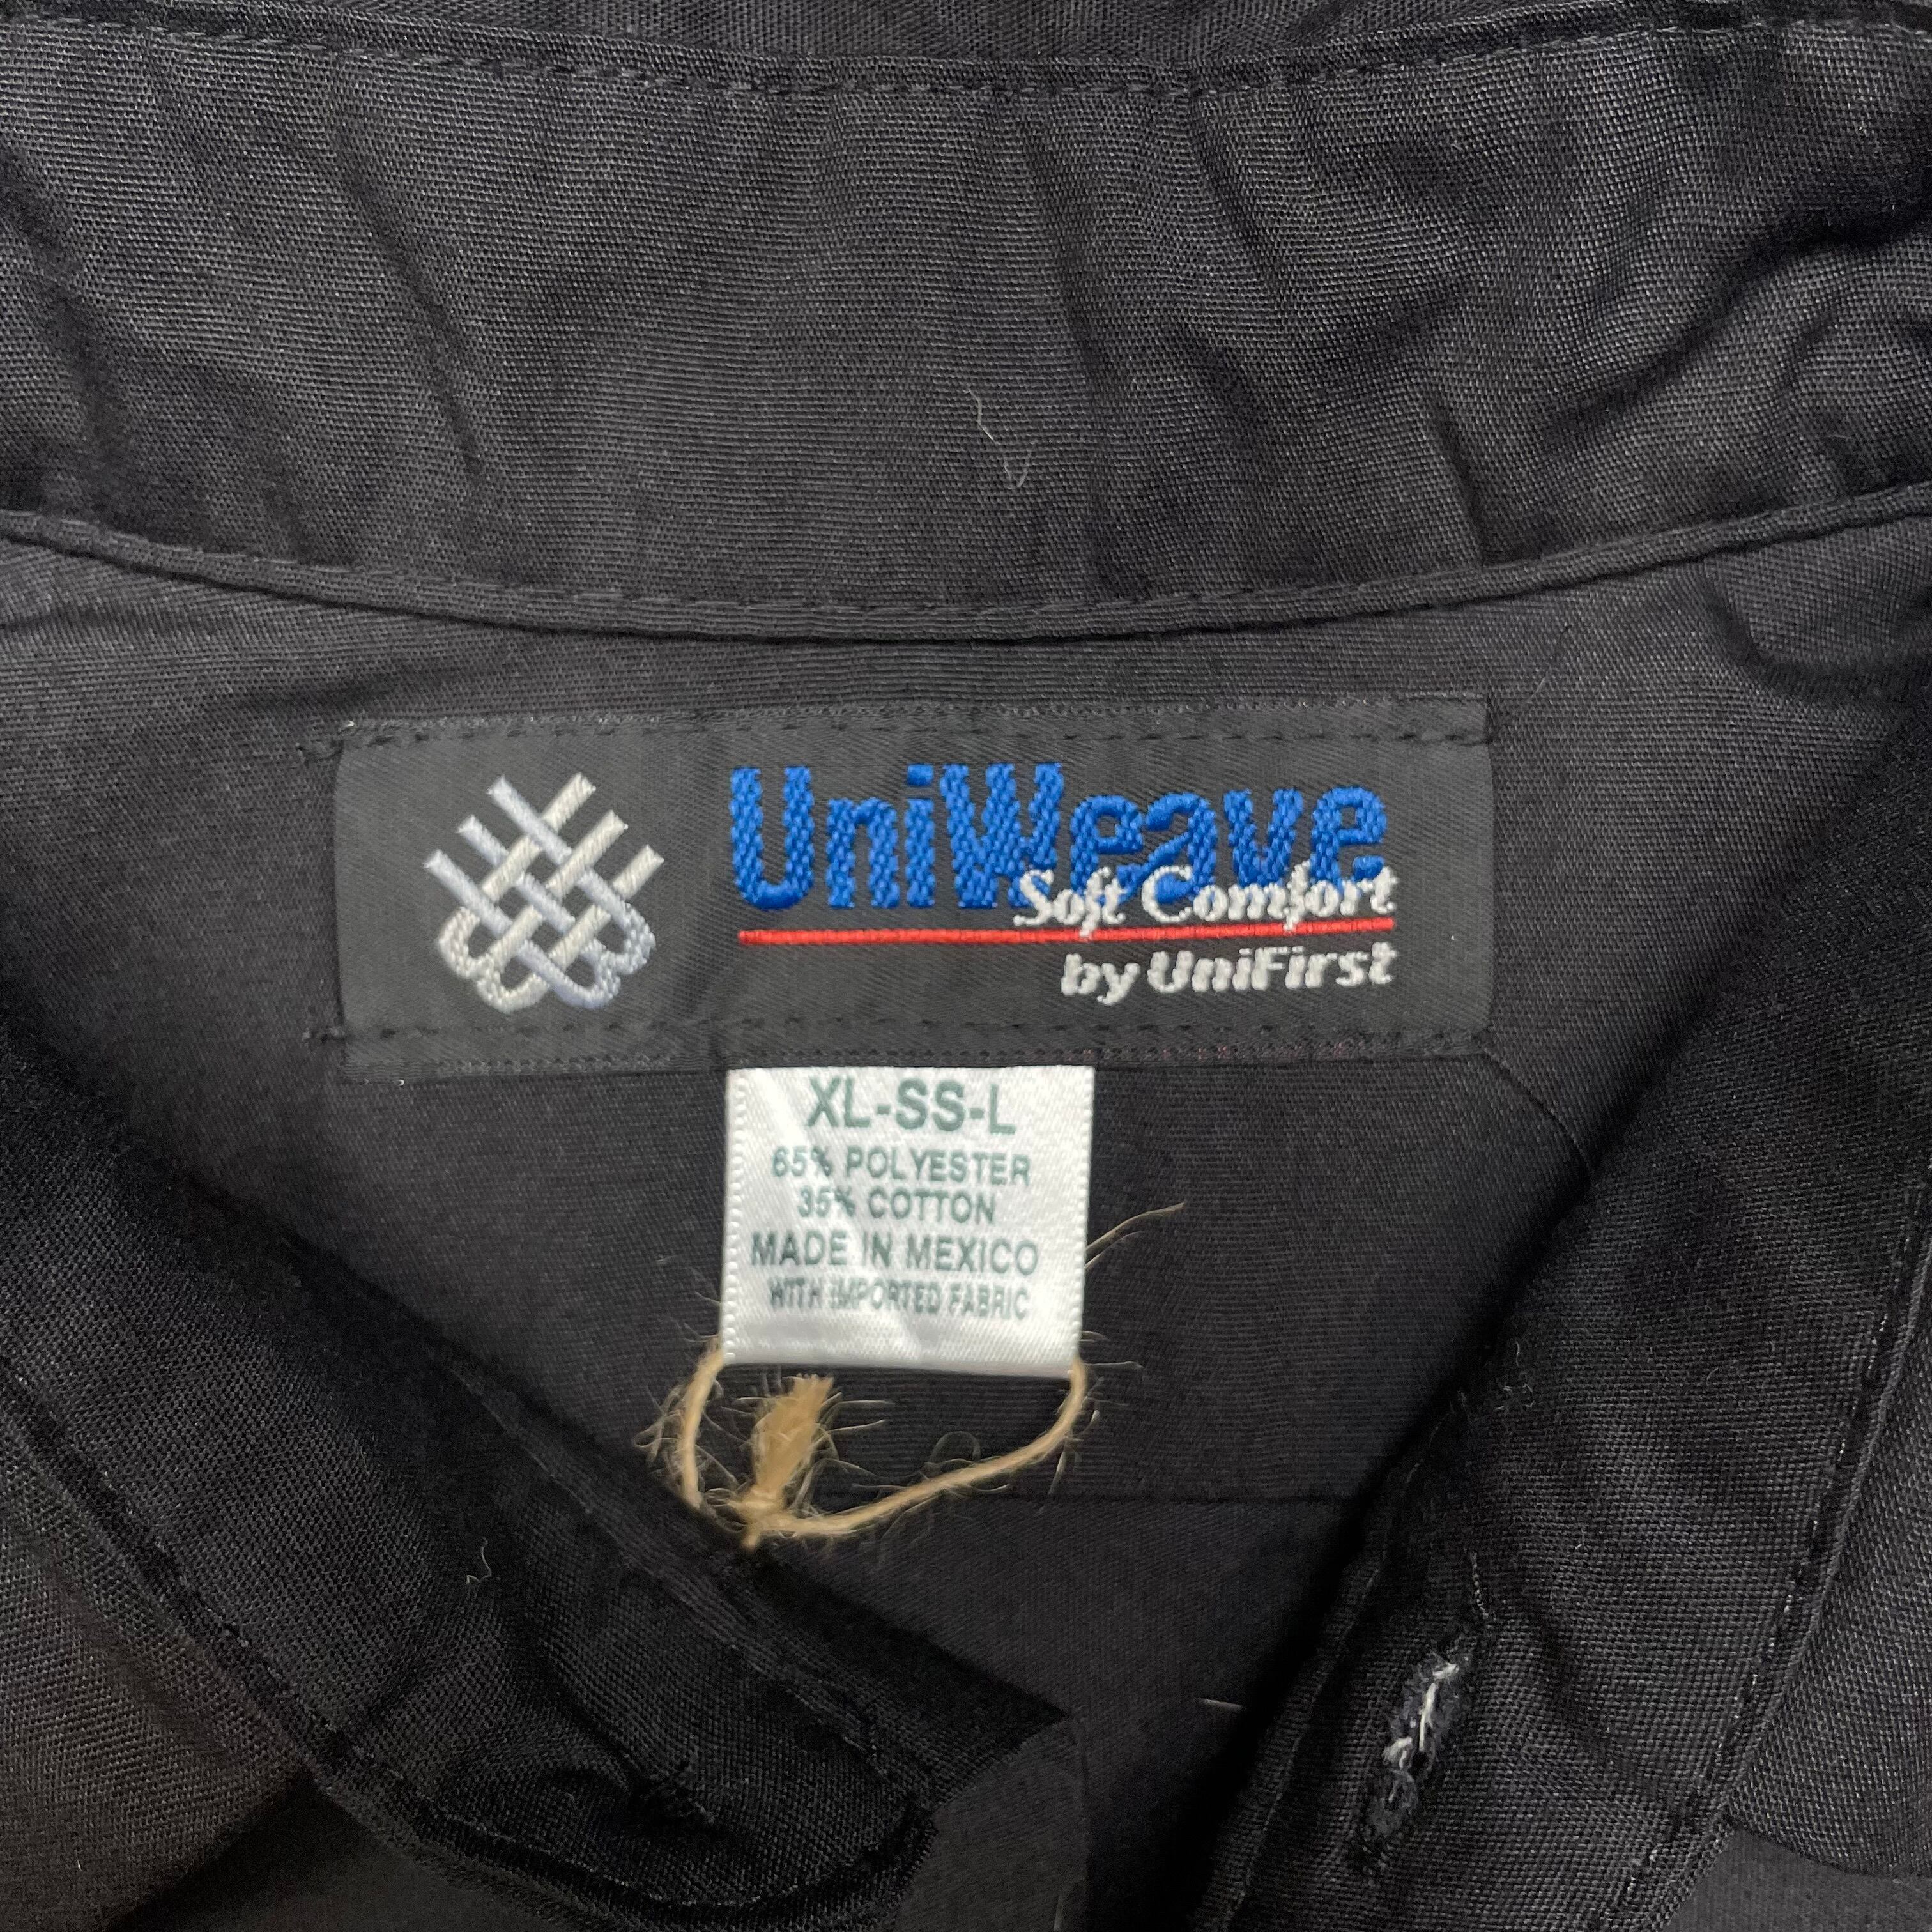 UniWeave
Soft Comfort
by UniFirst
XL-SS-L
65% POLYESTER
35% COTTON
MADE IN MEXICO
WITH IMPORTED FABRIC